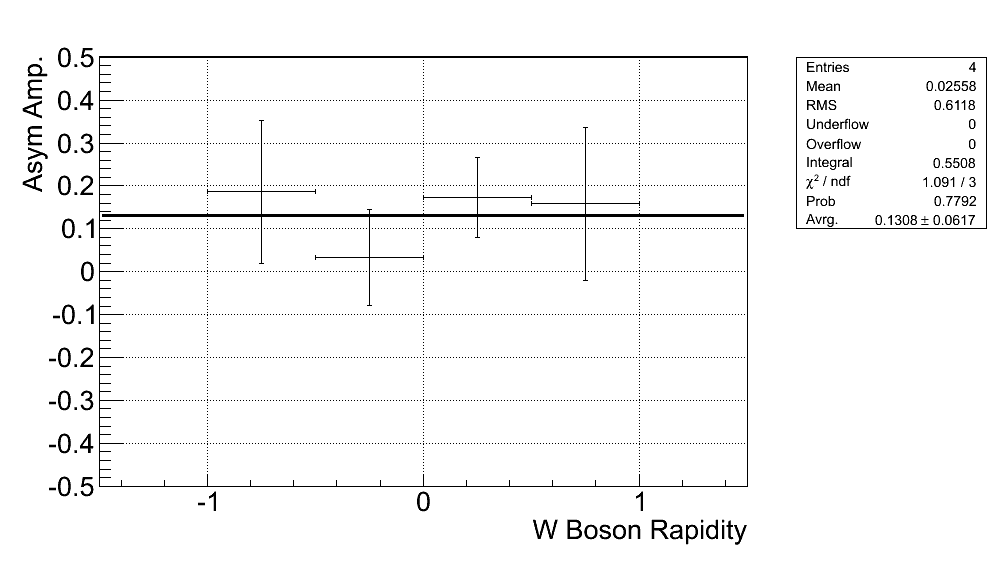 Asym Amp.
0.5
0.4
0.3
0.2
0.1
0
-0.1
-0.2
-0.3
-0.4
-0.5
-1 0 1
W Boson Rapidity
Entries 4
Mean 0.02558
RMS 0.6118
Underflow 0
Overflow 0
Integral 0.5508
χ² / ndf 1.091 / 3
Prob 0.7792
Avrg. 0.1308 ± 0.0617